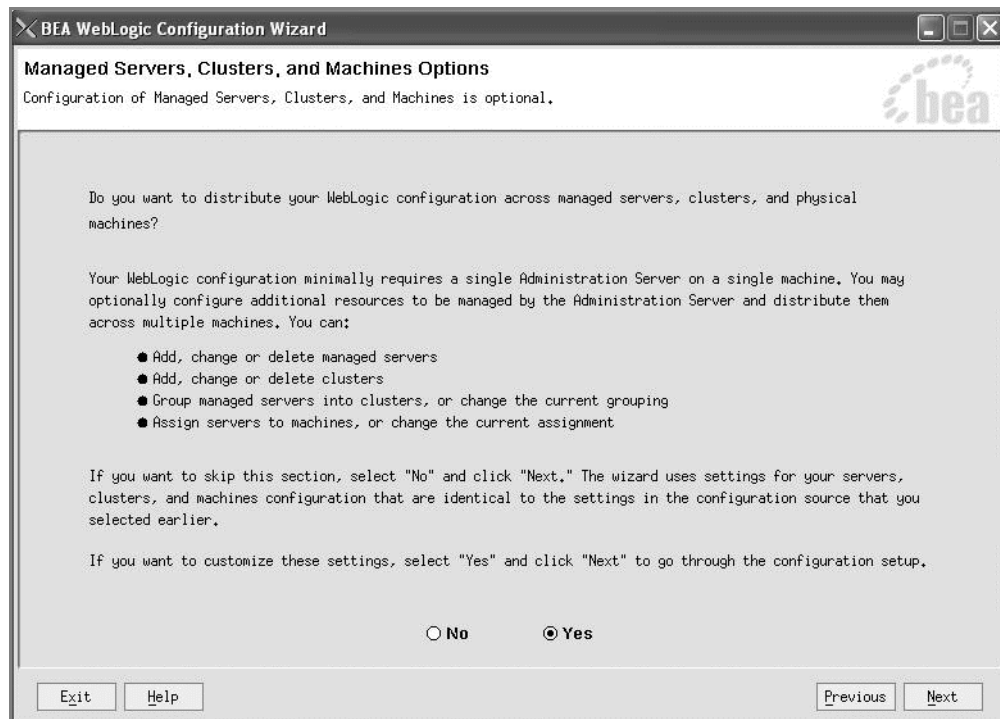 BEA WebLogic Configuration Wizard
Managed Servers, Clusters, and Machines Options
Configuration of Managed Servers, Clusters, and Machines is optional.
bea
Do you want to distribute your WebLogic configuration across managed servers, clusters, and physical
machines?
Your WebLogic configuration minimally requires a single Administration Server on a single machine. You may
optionally configure additional resources to be managed by the Administration Server and distribute them
across multiple machines. You can:
● Add, change or delete managed servers
● Add, change or delete clusters
● Group managed servers into clusters, or change the current grouping
● Assign servers to machines, or change the current assignment
If you want to skip this section, select "No" and click "Next." The wizard uses settings for your servers,
clusters, and machines configuration that are identical to the settings in the configuration source that you
selected earlier.
If you want to customize these settings, select "Yes" and click "Next" to go through the configuration setup.
No Yes
Exit Help Previous Next